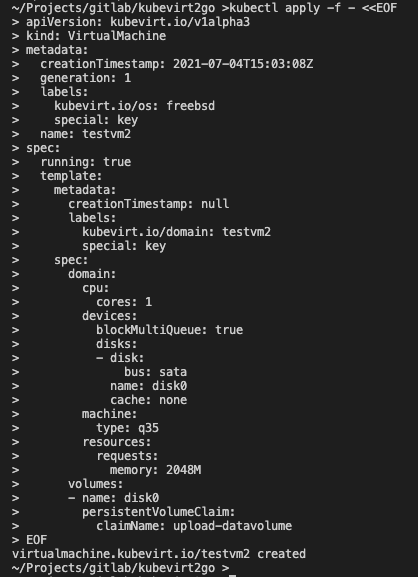 ~/Projects/gitlab/kubevirt2go >kubectl apply -f - <<EOF
> apiVersion: kubevirt.io/v1alpha3
> kind: VirtualMachine
> metadata:
>   creationTimestamp: 2021-07-04T15:03:08Z
>   generation: 1
>   labels:
>     kubevirt.io/os: freebsd
>     special: key
>   name: testvm2
> spec:
>   running: true
>   template:
>     metadata:
>       creationTimestamp: null
>       labels:
>         kubevirt.io/domain: testvm2
>         special: key
>     spec:
>       domain:
>         cpu:
>           cores: 1
>         devices:
>           blockMultiQueue: true
>           disks:
>           - disk:
>               bus: sata
>             name: disk0
>             cache: none
>         machine:
>           type: q35
>         resources:
>           requests:
>             memory: 2048M
>       volumes:
>       - name: disk0
>         persistentVolumeClaim:
>           claimName: upload-datavolume
> EOF
virtualmachine.kubevirt.io/testvm2 created
~/Projects/gitlab/kubevirt2go >